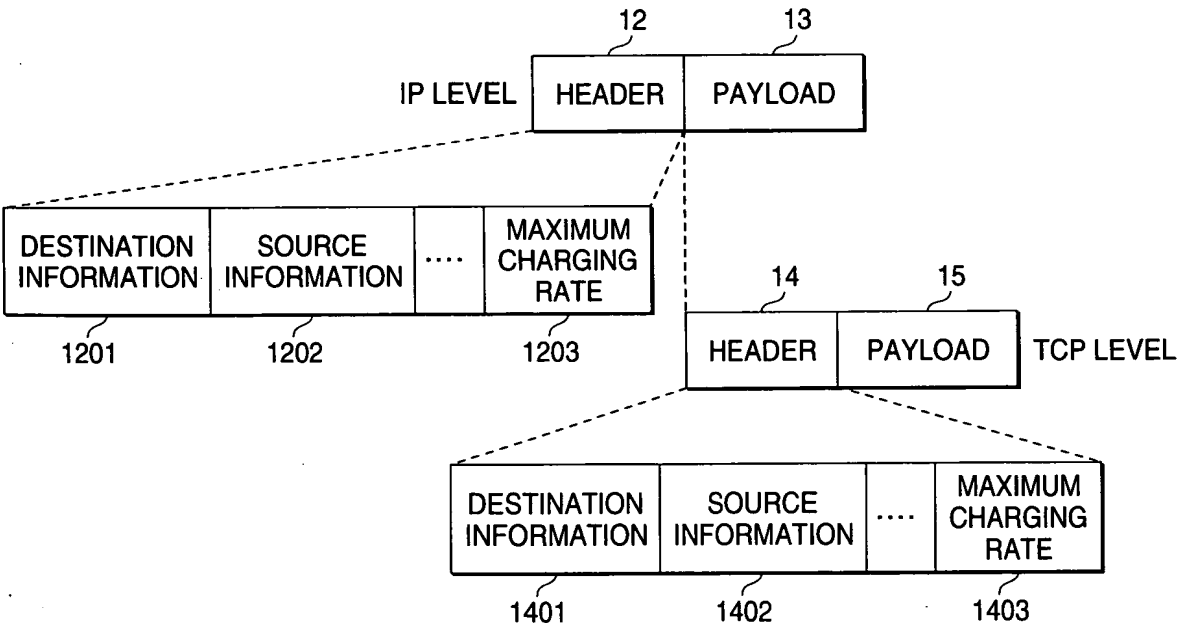 12 13
IP LEVEL HEADER PAYLOAD
DESTINATION INFORMATION
SOURCE INFORMATION
....
MAXIMUM CHARGING RATE
1201 1202 1203
14 15
HEADER PAYLOAD TCP LEVEL
DESTINATION INFORMATION
SOURCE INFORMATION
....
MAXIMUM CHARGING RATE
1401 1402 1403